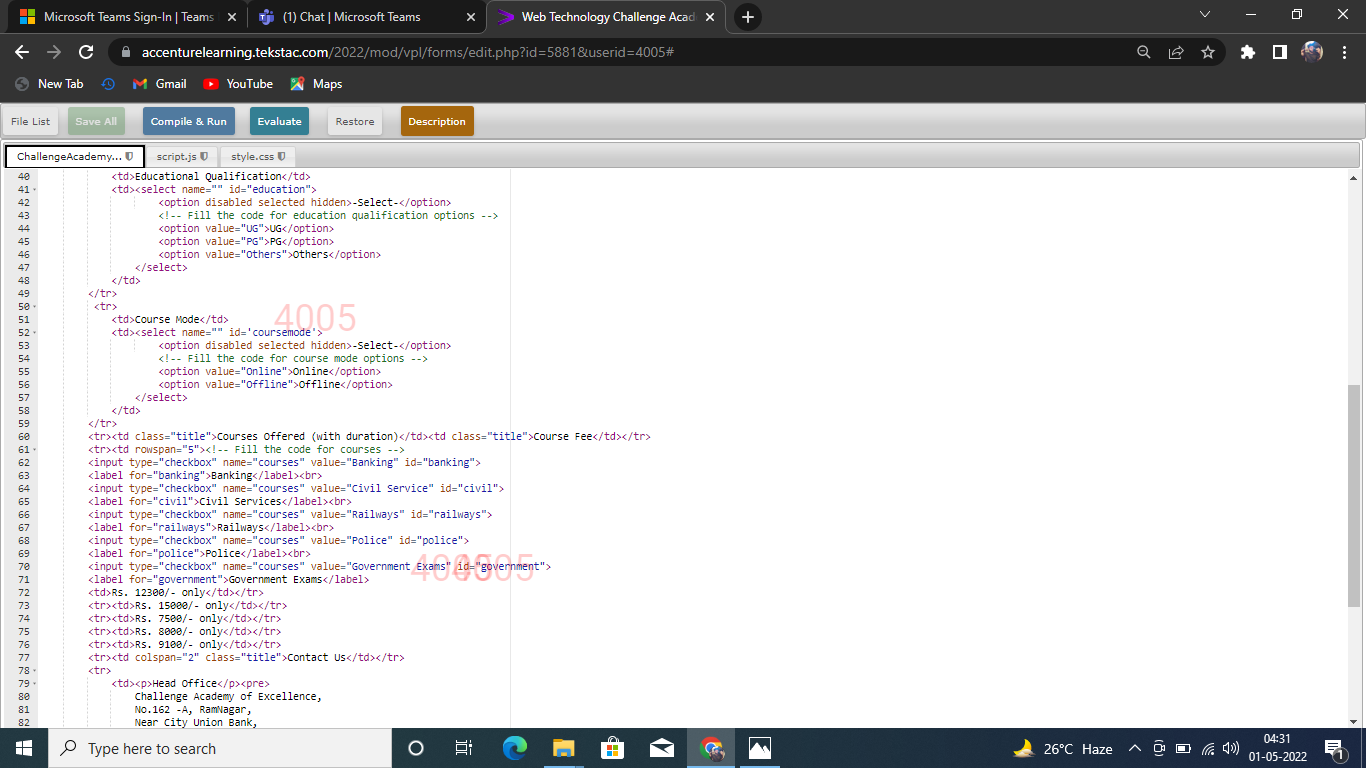 Microsoft Teams Sign-In | Teams
(1) Chat | Microsoft Teams
Web Technology Challenge Acad
accenturelearning.tekstac.com/2022/mod/vpl/forms/edit.php?id=5881&userid=4005#
New Tab Gmail YouTube Maps
File List Save All Compile & Run Evaluate Restore Description
ChallengeAcademy... script.js style.css
40 <td>Educational Qualification</td>
41 <td><select name="" id="education">
42 <option disabled selected hidden>-Select-</option>
43 <!-- Fill the code for education qualification options -->
44 <option value="UG">UG</option>
45 <option value="PG">PG</option>
46 <option value="Others">Others</option>
47 </select>
48 </td>
49 </tr>
50 <tr>
4005
51 <td>Course Mode</td>
52 <td><select name="" id='coursemode'>
53 <option disabled selected hidden>-Select-</option>
54 <!-- Fill the code for course mode options -->
55 <option value="Online">Online</option>
56 <option value="Offline">Offline</option>
57 </select>
58 </td>
59 </tr>
60 <tr><td class="title">Courses Offered (with duration)</td><td class="title">Course Fee</td></tr>
61 <tr><td rowspan="5"><!-- Fill the code for courses -->
62 <input type="checkbox" name="courses" value="Banking" id="banking">
63 <label for="banking">Banking</label><br>
64 <input type="checkbox" name="courses" value="Civil Service" id="civil">
65 <label for="civil">Civil Services</label><br>
66 <input type="checkbox" name="courses" value="Railways" id="railways">
67 <label for="railways">Railways</label><br>
68 <input type="checkbox" name="courses" value="Police" id="police">
69 <label for="police">Police</label><br>
4005 4005
70 <input type="checkbox" name="courses" value="Government Exams" id="government">
71 <label for="government">Government Exams</label>
72 <td>Rs. 12300/- only</td></tr>
73 <tr><td>Rs. 15000/- only</td></tr>
74 <tr><td>Rs. 7500/- only</td></tr>
75 <tr><td>Rs. 8000/- only</td></tr>
76 <tr><td>Rs. 9100/- only</td></tr>
77 <tr><td colspan="2" class="title">Contact Us</td></tr>
78 <tr>
79 <td><p>Head Office</p><pre>
80 Challenge Academy of Excellence,
81 No.162 -A, RamNagar,
82 Near City Union Bank,
Type here to search
26°C Haze
04:31
01-05-2022
1